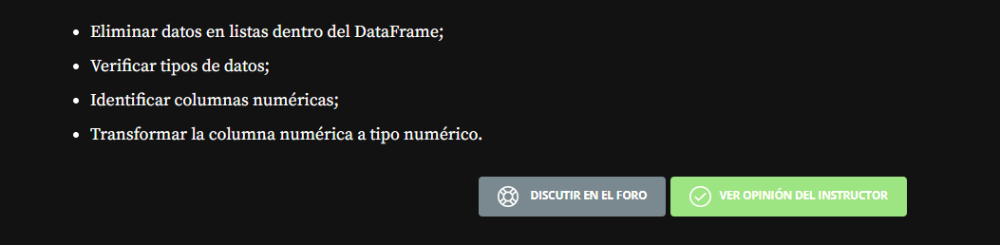 • Eliminar datos en listas dentro del DataFrame;
• Verificar tipos de datos;
• Identificar columnas numéricas;
• Transformar la columna numérica a tipo numérico.
DISCUTIR EN EL FORO
VER OPINIÓN DEL INSTRUCTOR